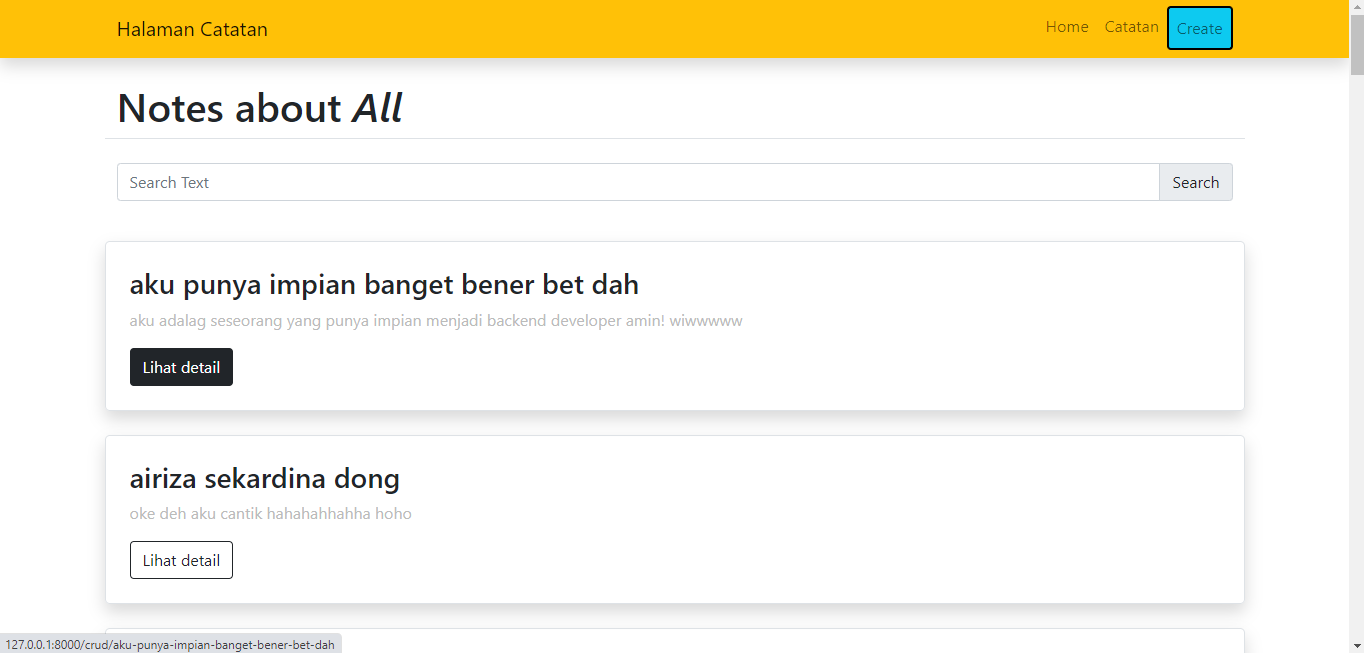 Halaman Catatan
Home Catatan Create
Notes about All
Search Text Search
aku punya impian banget bener bet dah
aku adalag seseorang yang punya impian menjadi backend developer amin! wiwwwww
Lihat detail
airiza sekardina dong
oke deh aku cantik hahahahhahha hoho
Lihat detail
127.0.0.1:8000/crud/aku-punya-impian-banget-bener-bet-dah